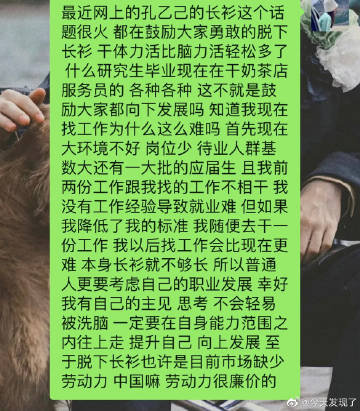 最近网上的孔乙己的长衫这个话
题很火 都在鼓励大家勇敢的脱下
长衫 干体力活比脑力活轻松多了
什么研究生毕业现在在干奶茶店
服务员的 各种各种 这不就是鼓
励大家都向下发展吗 知道我现在
找工作为什么这么难吗 首先现在
大环境不好 岗位少 待业人群基
数大还有一大批的应届生 且我前
两份工作跟我找的工作不相干 我
没有工作经验导致就业难 但如果
我降低了我的标准 我随便去干一
份工作 我以后找工作会比现在更
难 本身长衫就不够长 所以普通
人更要考虑自己的职业发展 幸好
我有自己的主见 思考 不会轻易
被洗脑 一定要在自身能力范围之
内往上走 提升自己 向上发展 至
于脱下长衫也许是目前市场缺少
劳动力 中国嘛 劳动力很廉价的
@今天发现了